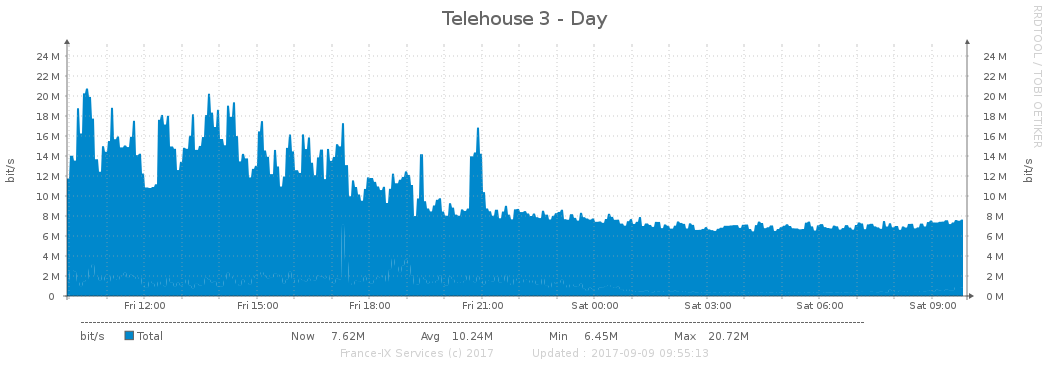 Telehouse 3 - Day
RRDTOOL / TOBI OETIKER
24 M 24 M
22 M 22 M
20 M 20 M
18 M 18 M
16 M 16 M
14 M 14 M
12 M 12 M
10 M 10 M
8 M 8 M
6 M 6 M
4 M 4 M
2 M 2 M
0 0 M
bit/s
bit/s
Fri 12:00 Fri 15:00 Fri 18:00 Fri 21:00 Sat 00:00 Sat 03:00 Sat 06:00 Sat 09:00
bit/s Total Now 7.62M Avg 10.24M Min 6.45M Max 20.72M
France-IX Services (c) 2017 Updated : 2017-09-09 09:55:13